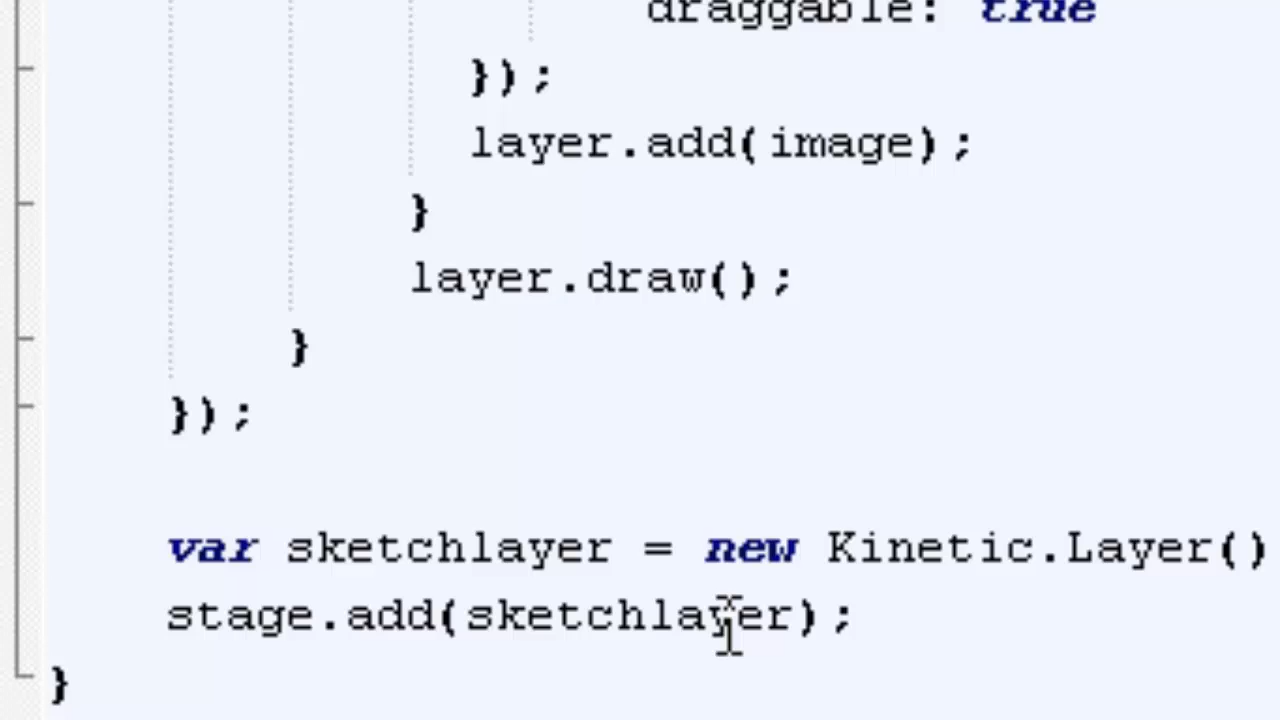 draggable: true
});
layer.add(image);
}
layer.draw();
}
});
var sketchlayer = new Kinetic.Layer()
stage.add(sketchlayer);
}